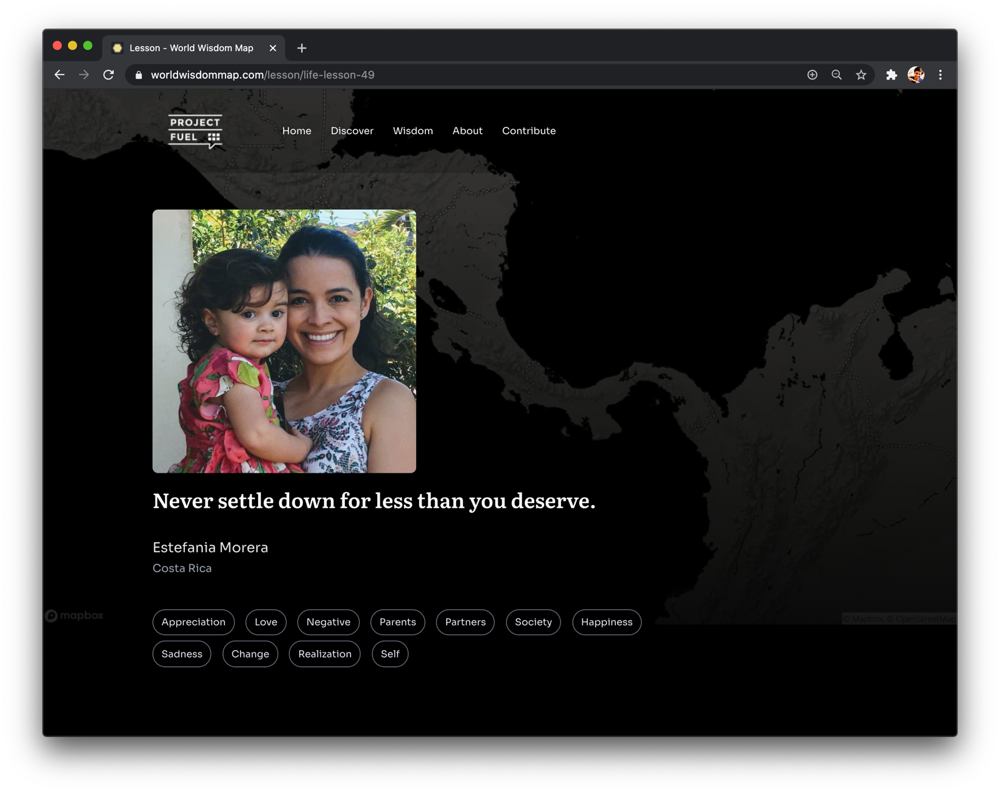 Lesson - World Wisdom Map
worldwisdommap.com/lesson/life-lesson-49
PROJECT
FUEL
Home Discover Wisdom About Contribute
Never settle down for less than you deserve.
Estefania Morera
Costa Rica
mapbox
© Mapbox, © OpenStreetMap
Appreciation Love Negative Parents Partners Society Happiness
Sadness Change Realization Self